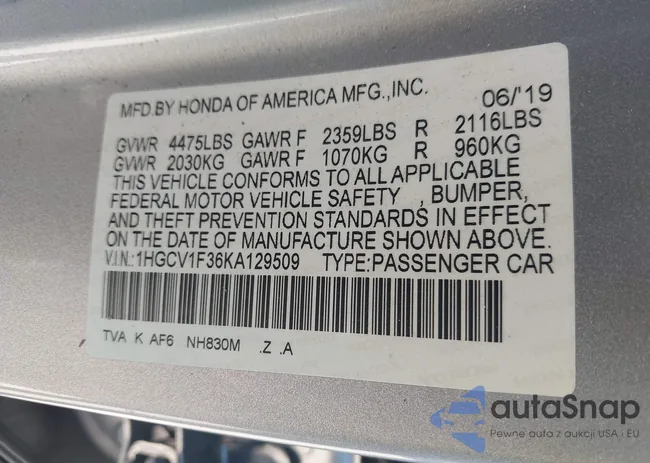 MFD.BY HONDA OF AMERICA MFG.,INC. 06/'19
GVWR 4475LBS GAWR F 2359LBS R 2116LBS
GVWR 2030KG GAWR F 1070KG R 960KG
THIS VEHICLE CONFORMS TO ALL APPLICABLE
FEDERAL MOTOR VEHICLE SAFETY , BUMPER,
AND THEFT PREVENTION STANDARDS IN EFFECT
ON THE DATE OF MANUFACTURE SHOWN ABOVE.
V.I.N.:1HGCV1F36KA129509 TYPE:PASSENGER CAR
TVA K AF6 NH830M .Z .A
autaSnap
Pewne auta z aukcji USA i EU